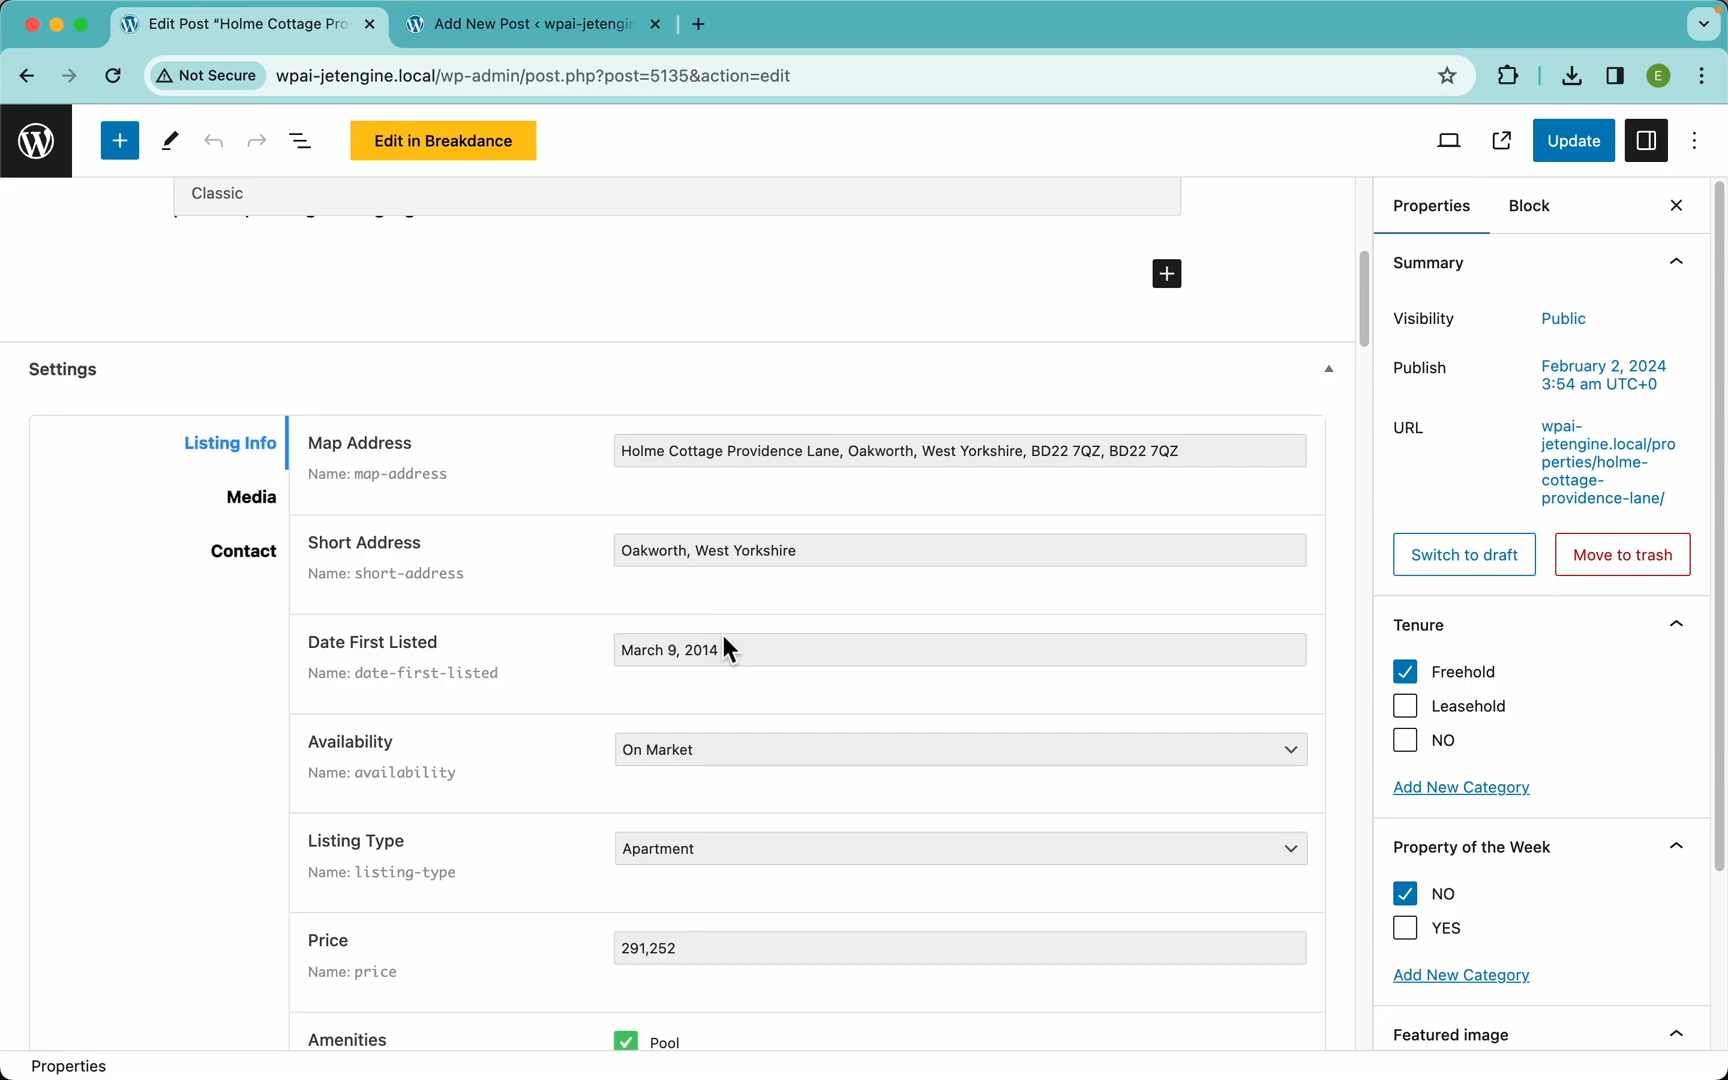 Edit Post “Holme Cottage Pro
Add New Post ‹ wpai-jetengin
Not Secure
wpai-jetengine.local/wp-admin/post.php?post=5135&action=edit
E
Edit in Breakdance
Update
Classic
Settings
Listing Info
Media
Contact
Map Address
Name: map-address
Holme Cottage Providence Lane, Oakworth, West Yorkshire, BD22 7QZ, BD22 7QZ
Short Address
Name: short-address
Oakworth, West Yorkshire
Date First Listed
Name: date-first-listed
March 9, 2014
Availability
Name: availability
On Market
Listing Type
Name: listing-type
Apartment
Price
Name: price
291,252
Amenities
Pool
Properties
Properties
Block
Summary
Visibility
Public
Publish
February 2, 2024
3:54 am UTC+0
URL
wpai-
jetengine.local/pro
perties/holme-
cottage-
providence-lane/
Switch to draft
Move to trash
Tenure
Freehold
Leasehold
NO
Add New Category
Property of the Week
NO
YES
Add New Category
Featured image